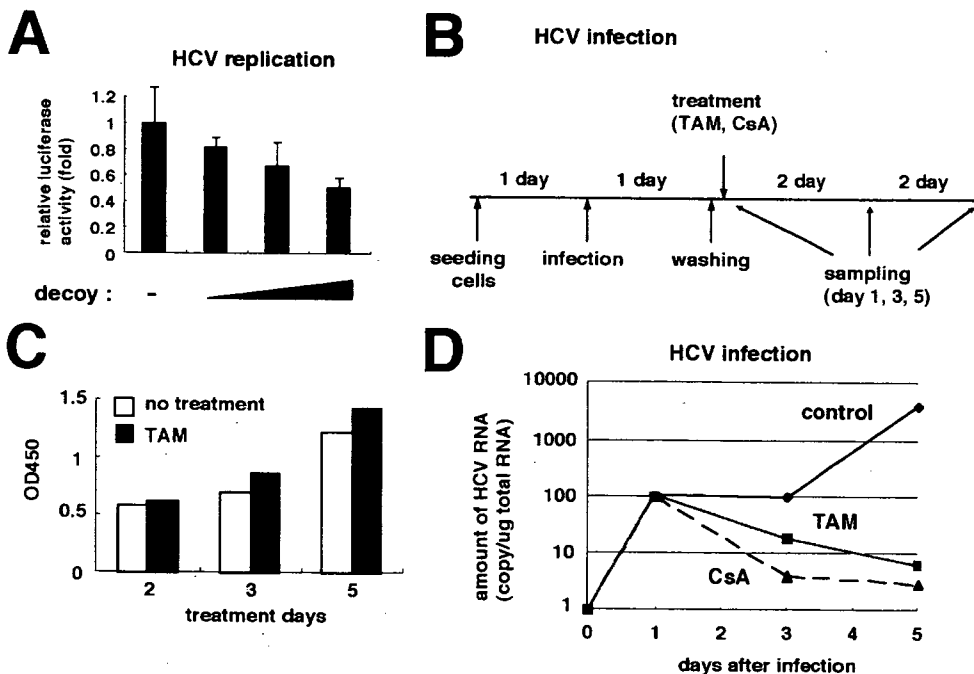 A
HCV replication
relative luciferase
activity (fold)
1.2
1
0.8
0.6
0.4
0.2
0
decoy : -
B
HCV infection
treatment
(TAM, CsA)
1 day
1 day
2 day
2 day
seeding
cells
infection
washing
sampling
(day 1, 3, 5)
C
no treatment
TAM
OD450
1.5
1
0.5
0
2
3
5
treatment days
D
HCV infection
amount of HCV RNA
(copy/ug total RNA)
10000
1000
100
10
1
control
TAM
CsA
0
1
2
3
4
5
days after infection